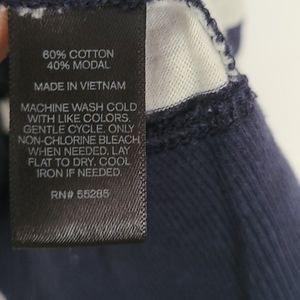 60% COTTON
40% MODAL
MADE IN VIETNAM
MACHINE WASH COLD
WITH LIKE COLORS.
GENTLE CYCLE. ONLY
NON-CHLORINE BLEACH
WHEN NEEDED. LAY
FLAT TO DRY. COOL
IRON IF NEEDED.
RN# 55285